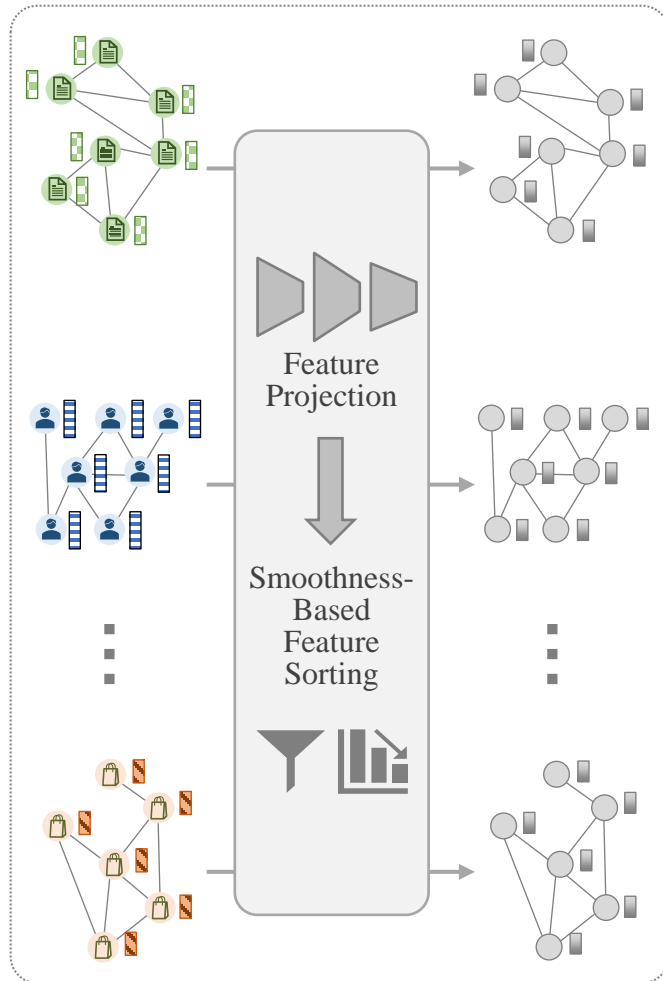 Feature
Projection
Smoothness-
Based
Feature
Sorting